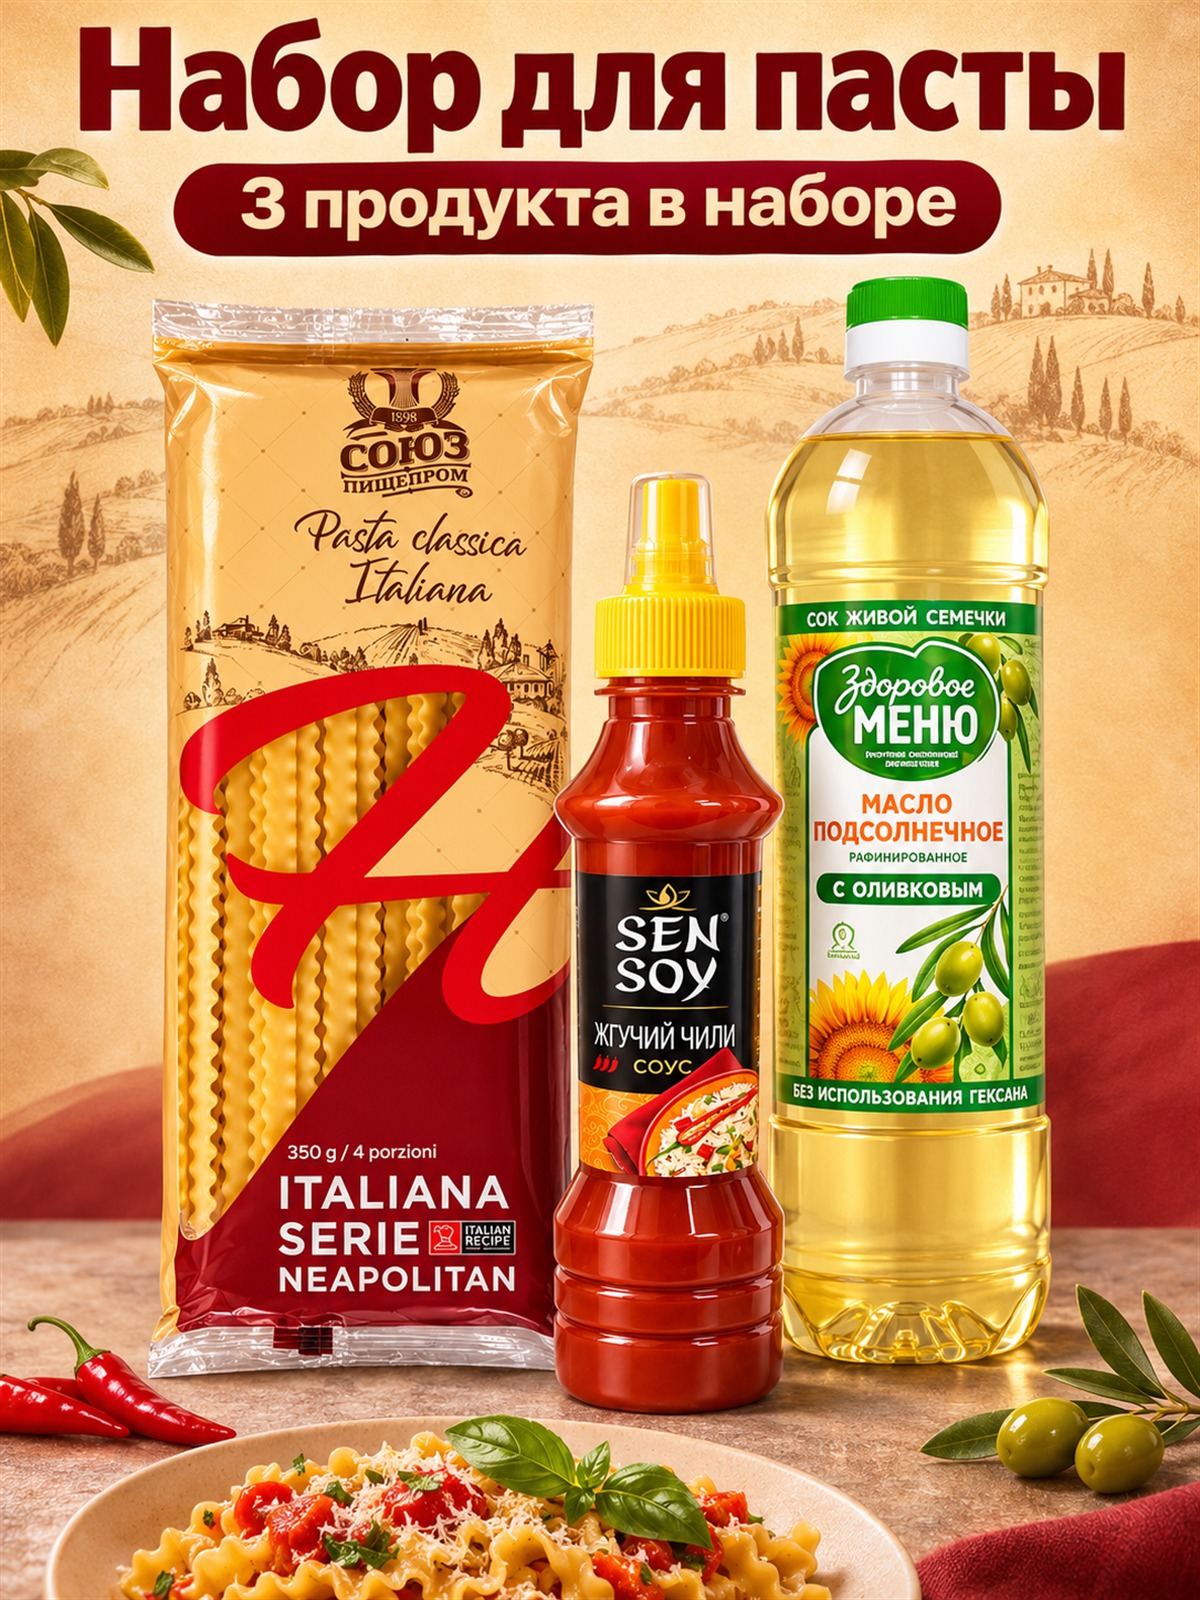 Набор для пасты
3 продукта в наборе
1898
СОЮЗ
ПИЩЕПРОМ
Pasta classica
Italiana
350 g / 4 porzioni
ITALIANA
SERIE
ITALIAN
RECIPE
NEAPOLITAN
SEN
SOY
®
ЖГУЧИЙ ЧИЛИ
СОУС
СОК ЖИВОЙ СЕМЕЧКИ
Здоровое
МЕНЮ
МАСЛО
ПОДСОЛНЕЧНОЕ
РАФИНИРОВАННОЕ
С ОЛИВКОВЫМ
БЕЗ ИСПОЛЬЗОВАНИЯ ГЕКСАНА